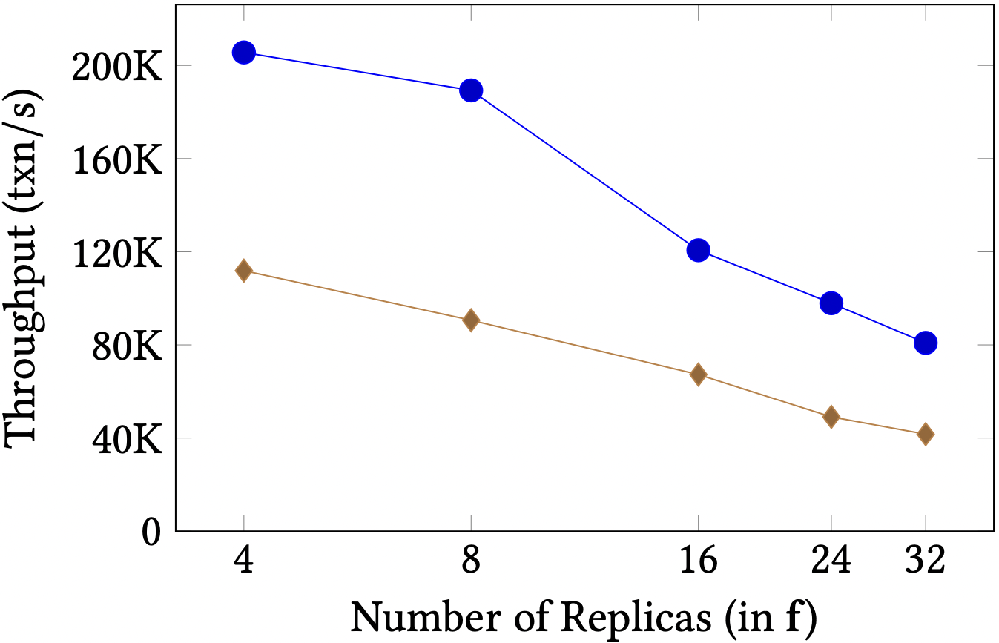 Throughput (txn/s)
200K
160K
120K
80K
40K
0
4 8 16 24 32
Number of Replicas (in f)